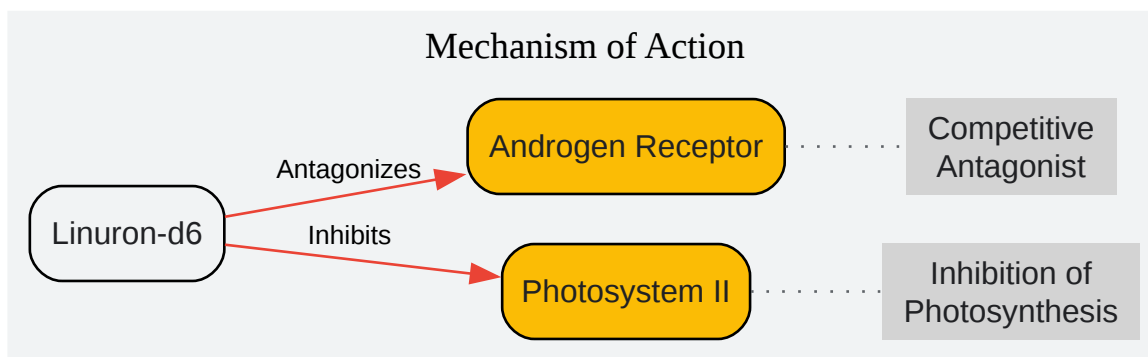 Mechanism of Action
Androgen Receptor
Competitive
Antagonist
Antagonizes
Linuron-d6
Inhibits
Photosystem II
Inhibition of
Photosynthesis